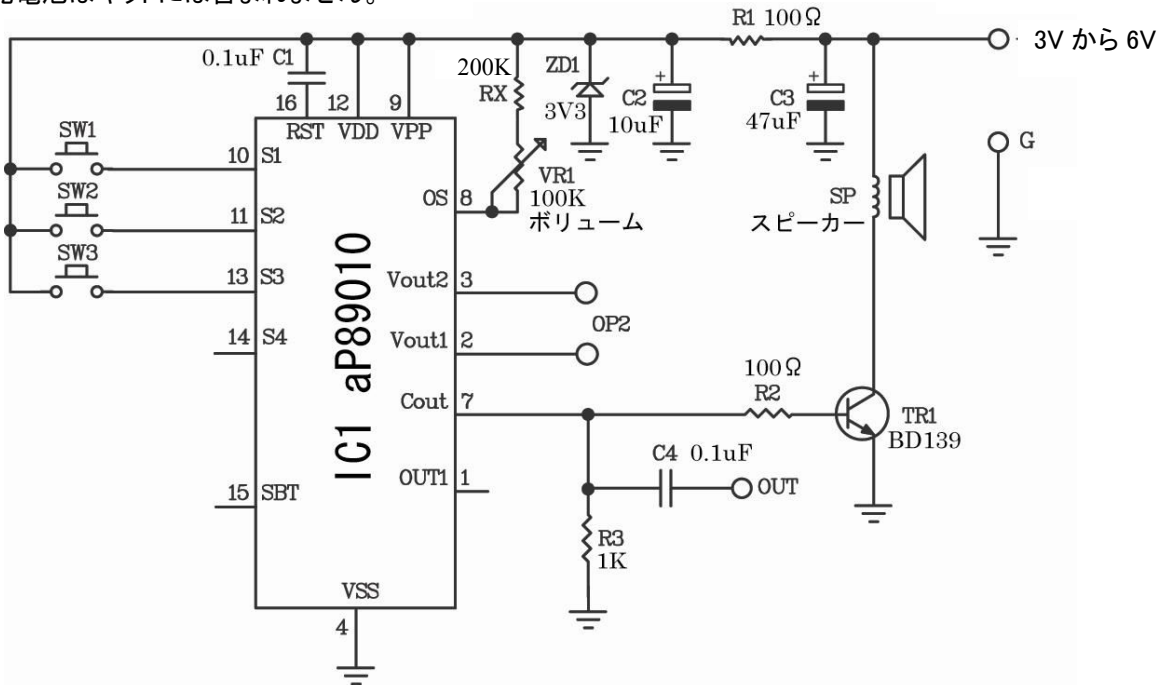 R1 100Ω
3V から 6V
0.1uF C1
200K
RX
ZD1
3V3
C2
10uF
C3
47uF
16
12
9
RST
VDD
VPP
G
SW1
10
S1
SW2
11
S2
SW3
13
S3
14
S4
15
SBT
IC1 aP89010
OS
8
VR1
100K
ボリューム
SP
スピーカー
Vout2
3
OP2
Vout1
2
Cout
7
100Ω
R2
TR1
BD139
C4 0.1uF
OUT
OUT1
1
R3
1K
VSS
4